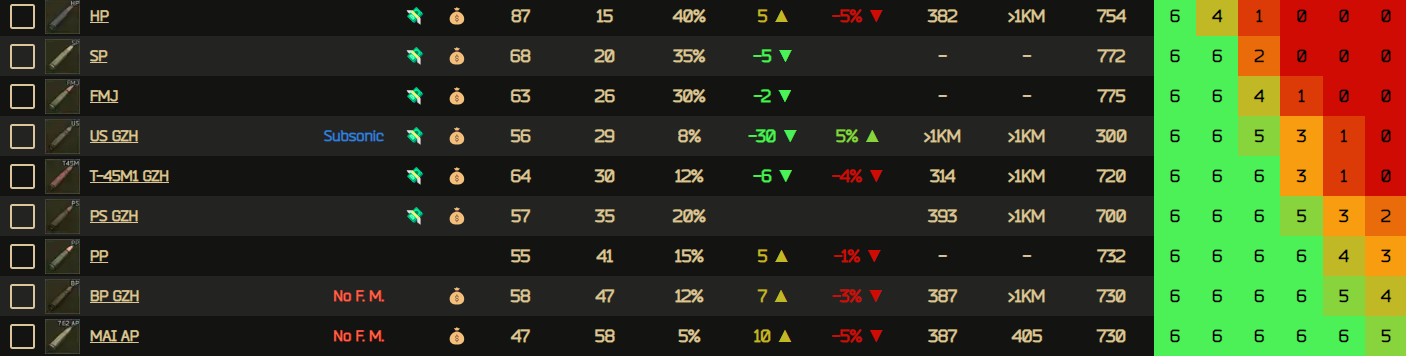 HP 87 15 40% 5 ▲ -5% ▼ 382 >1KM 754 6 4 1 0 0 0
SP 68 20 35% -5 ▼ - - 772 6 6 2 0 0 0
FMJ 63 26 30% -2 ▼ - - 775 6 6 4 1 0 0
US GZH Subsonic 56 29 8% -30 ▼ 5% ▲ >1KM >1KM 300 6 6 5 3 1 0
T-45M1 GZH 64 30 12% -6 ▼ -4% ▼ 314 >1KM 720 6 6 6 3 1 0
PS GZH 57 35 20% 393 >1KM 700 6 6 6 5 3 2
PP 55 41 15% 5 ▲ -1% ▼ - - 732 6 6 6 6 4 3
BP GZH No F. M. 58 47 12% 7 ▲ -3% ▼ 387 >1KM 730 6 6 6 6 5 4
MAI AP No F. M. 47 58 5% 10 ▲ -5% ▼ 387 405 730 6 6 6 6 6 5